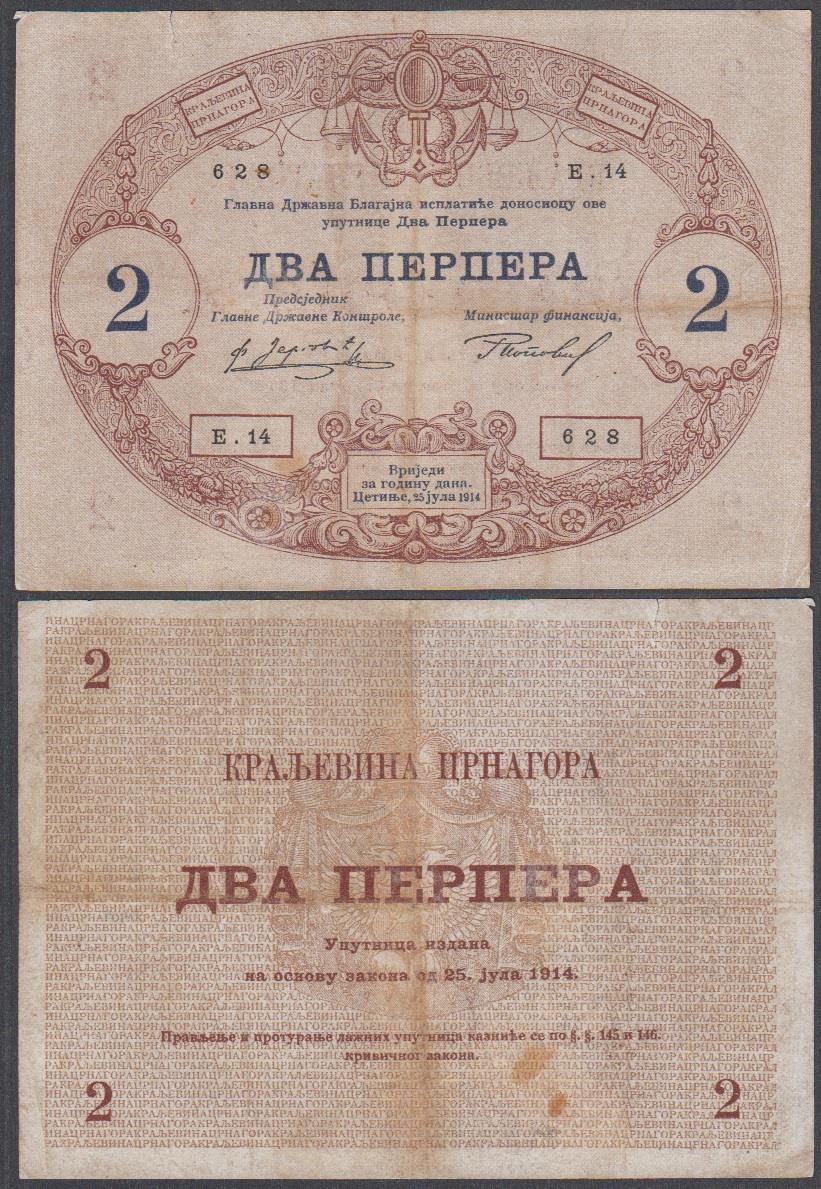 КРАЉЕВИНА
ЦРНАГОРА
КРАЉЕВИНА
ЦРНАГОРА
628
Е.14
Главна Државна Благајна исплатиће доносиоцу ове
упутнице Два Перпера
ДВА ПЕРПЕРА
2
2
Предсједник
Главне Државне Контроле,
Министар финансија,
Е.14
628
Вриједи
за годину дана.
Цетиње, 25 јула 1914
2
2
КРАЉЕВИНА ЦРНАГОРА
ДВА ПЕРПЕРА
Упутница издана
на основу закона од 25. јула 1914.
Прављење и протурање лажних упутница казниће се по §. §. 145 и 146.
кривичног закона.
2
2